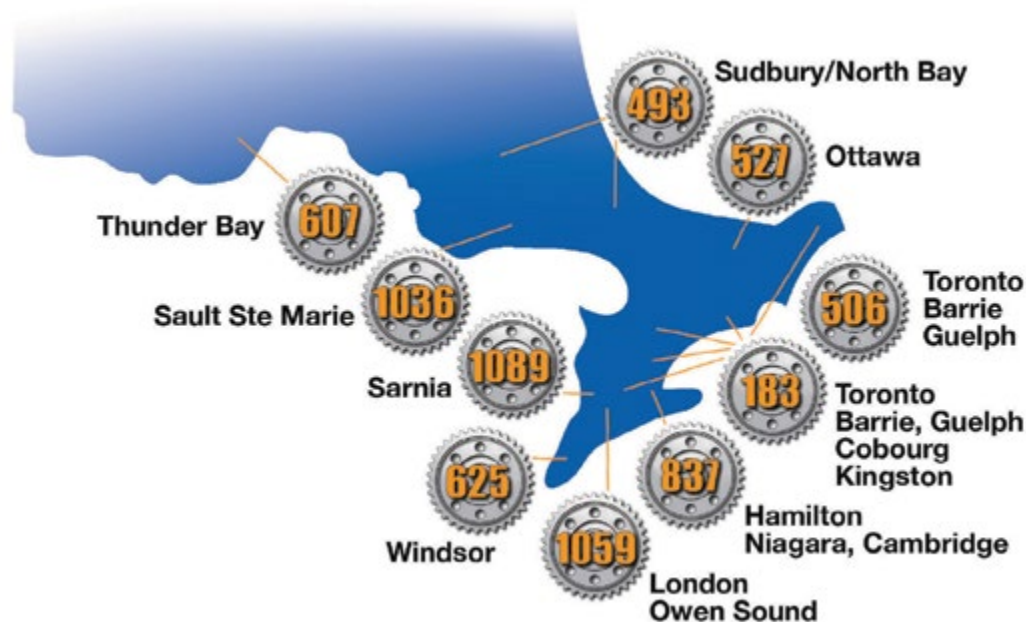 493
Sudbury/North Bay
527
Ottawa
607
Thunder Bay
1036
Sault Ste Marie
506
Toronto
Barrie
Guelph
1089
Sarnia
183
Toronto
Barrie, Guelph
Cobourg
Kingston
625
Windsor
837
Hamilton
Niagara, Cambridge
1059
London
Owen Sound